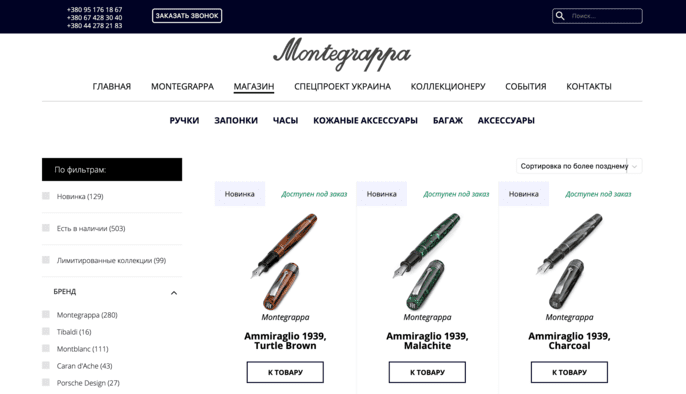 +380 95 176 18 67
+380 67 428 30 40
+380 44 278 21 83
ЗАКАЗАТЬ ЗВОНОК
Поиск...
Montegrappa
ГЛАВНАЯ MONTEGRAPPA МАГАЗИН СПЕЦПРОЕКТ УКРАИНА КОЛЛЕКЦИОНЕРУ СОБЫТИЯ КОНТАКТЫ
РУЧКИ ЗАПОНКИ ЧАСЫ КОЖАНЫЕ АКСЕССУАРЫ БАГАЖ АКСЕССУАРЫ
По фильтрам:
Новинка (129)
Есть в наличии (503)
Лимитированные коллекции (99)
БРЕНД
Montegrappa (280)
Tibaldi (16)
Montblanc (111)
Caran d'Ache (43)
Porsche Design (27)
Сортировка по более позднему
Новинка Доступен под заказ
Montegrappa
Ammiraglio 1939,
Turtle Brown
К ТОВАРУ
Новинка Доступен под заказ
Montegrappa
Ammiraglio 1939,
Malachite
К ТОВАРУ
Новинка Доступен под заказ
Montegrappa
Ammiraglio 1939,
Charcoal
К ТОВАРУ